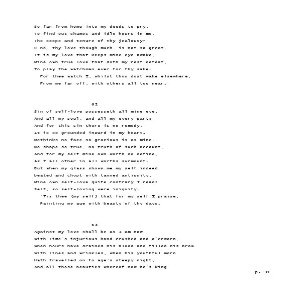 So far from home into my deeds to pry,
To find out shames and idle hours in me,
The scope and tenure of thy jealousy?
O no, thy love though much, is not so great,
It is my love that keeps mine eye awake,
Mine own true love that doth my rest defeat,
To play the watchman ever for thy sake.
For thee watch I, whilst thou dost wake elsewhere,
From me far off, with others all too near.
62
Sin of self-love possesseth all mine eye,
And all my soul, and all my every part;
And for this sin there is no remedy,
It is so grounded inward in my heart.
Methinks no face so gracious is as mine,
No shape so true, no truth of such account,
And for my self mine own worth do define,
As I all other in all worths surmount.
But when my glass shows me my self indeed
beated and chopt with tanned antiquity,
Mine own self-love quite contrary I read:
Self, so self-loving were iniquity.
'Tis thee (my self) that for my self I praise,
Painting my age with beauty of thy days.
63
Against my love shall be as I am now
With Time's injurious hand crushed and o'erworn,
When hours have drained his blood and filled his brow
With lines and wrinkles, when his youthful morn
Hath travelled on to age's steepy night,
And all those beauties whereof now he's king
p.